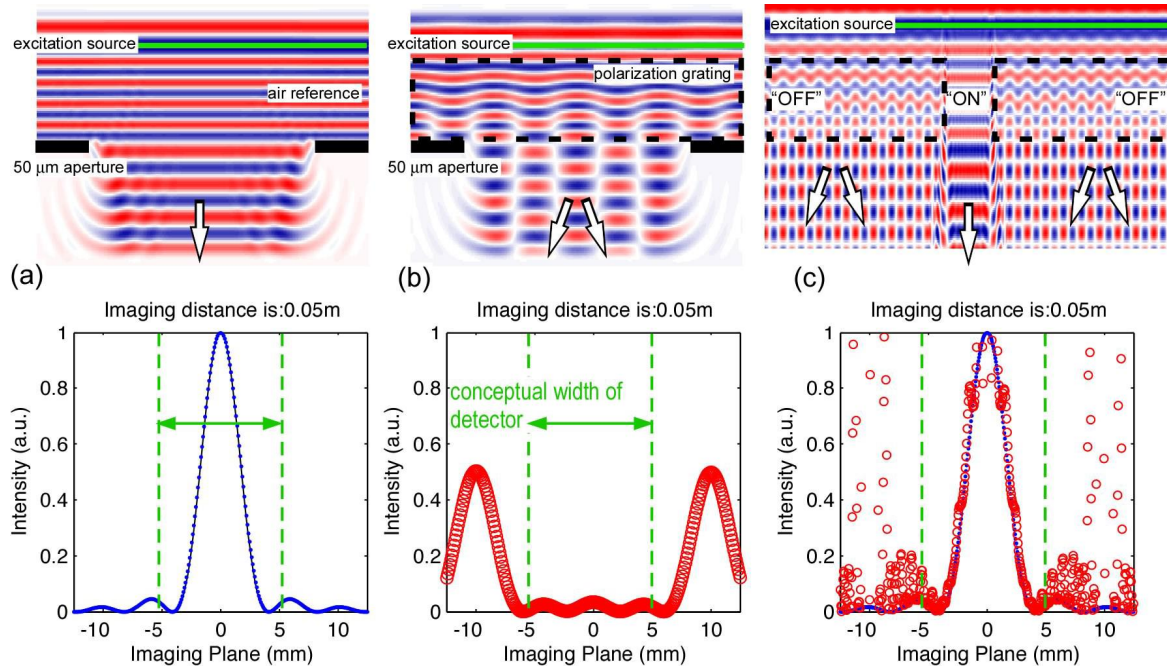 excitation source
air reference
50 μm aperture
(a)
excitation source
polarization grating
50 μm aperture
(b)
excitation source
"OFF"
"ON"
"OFF"
(c)
Imaging distance is:0.05m
Intensity (a.u.)
1
0.8
0.6
0.4
0.2
0
-10 -5 0 5 10
Imaging Plane (mm)
Imaging distance is:0.05m
conceptual width of
detector
Intensity (a.u.)
1
0.8
0.6
0.4
0.2
0
-10 -5 0 5 10
Imaging Plane (mm)
Imaging distance is:0.05m
Intensity (a.u.)
1
0.8
0.6
0.4
0.2
0
-10 -5 0 5 10
Imaging Plane (mm)